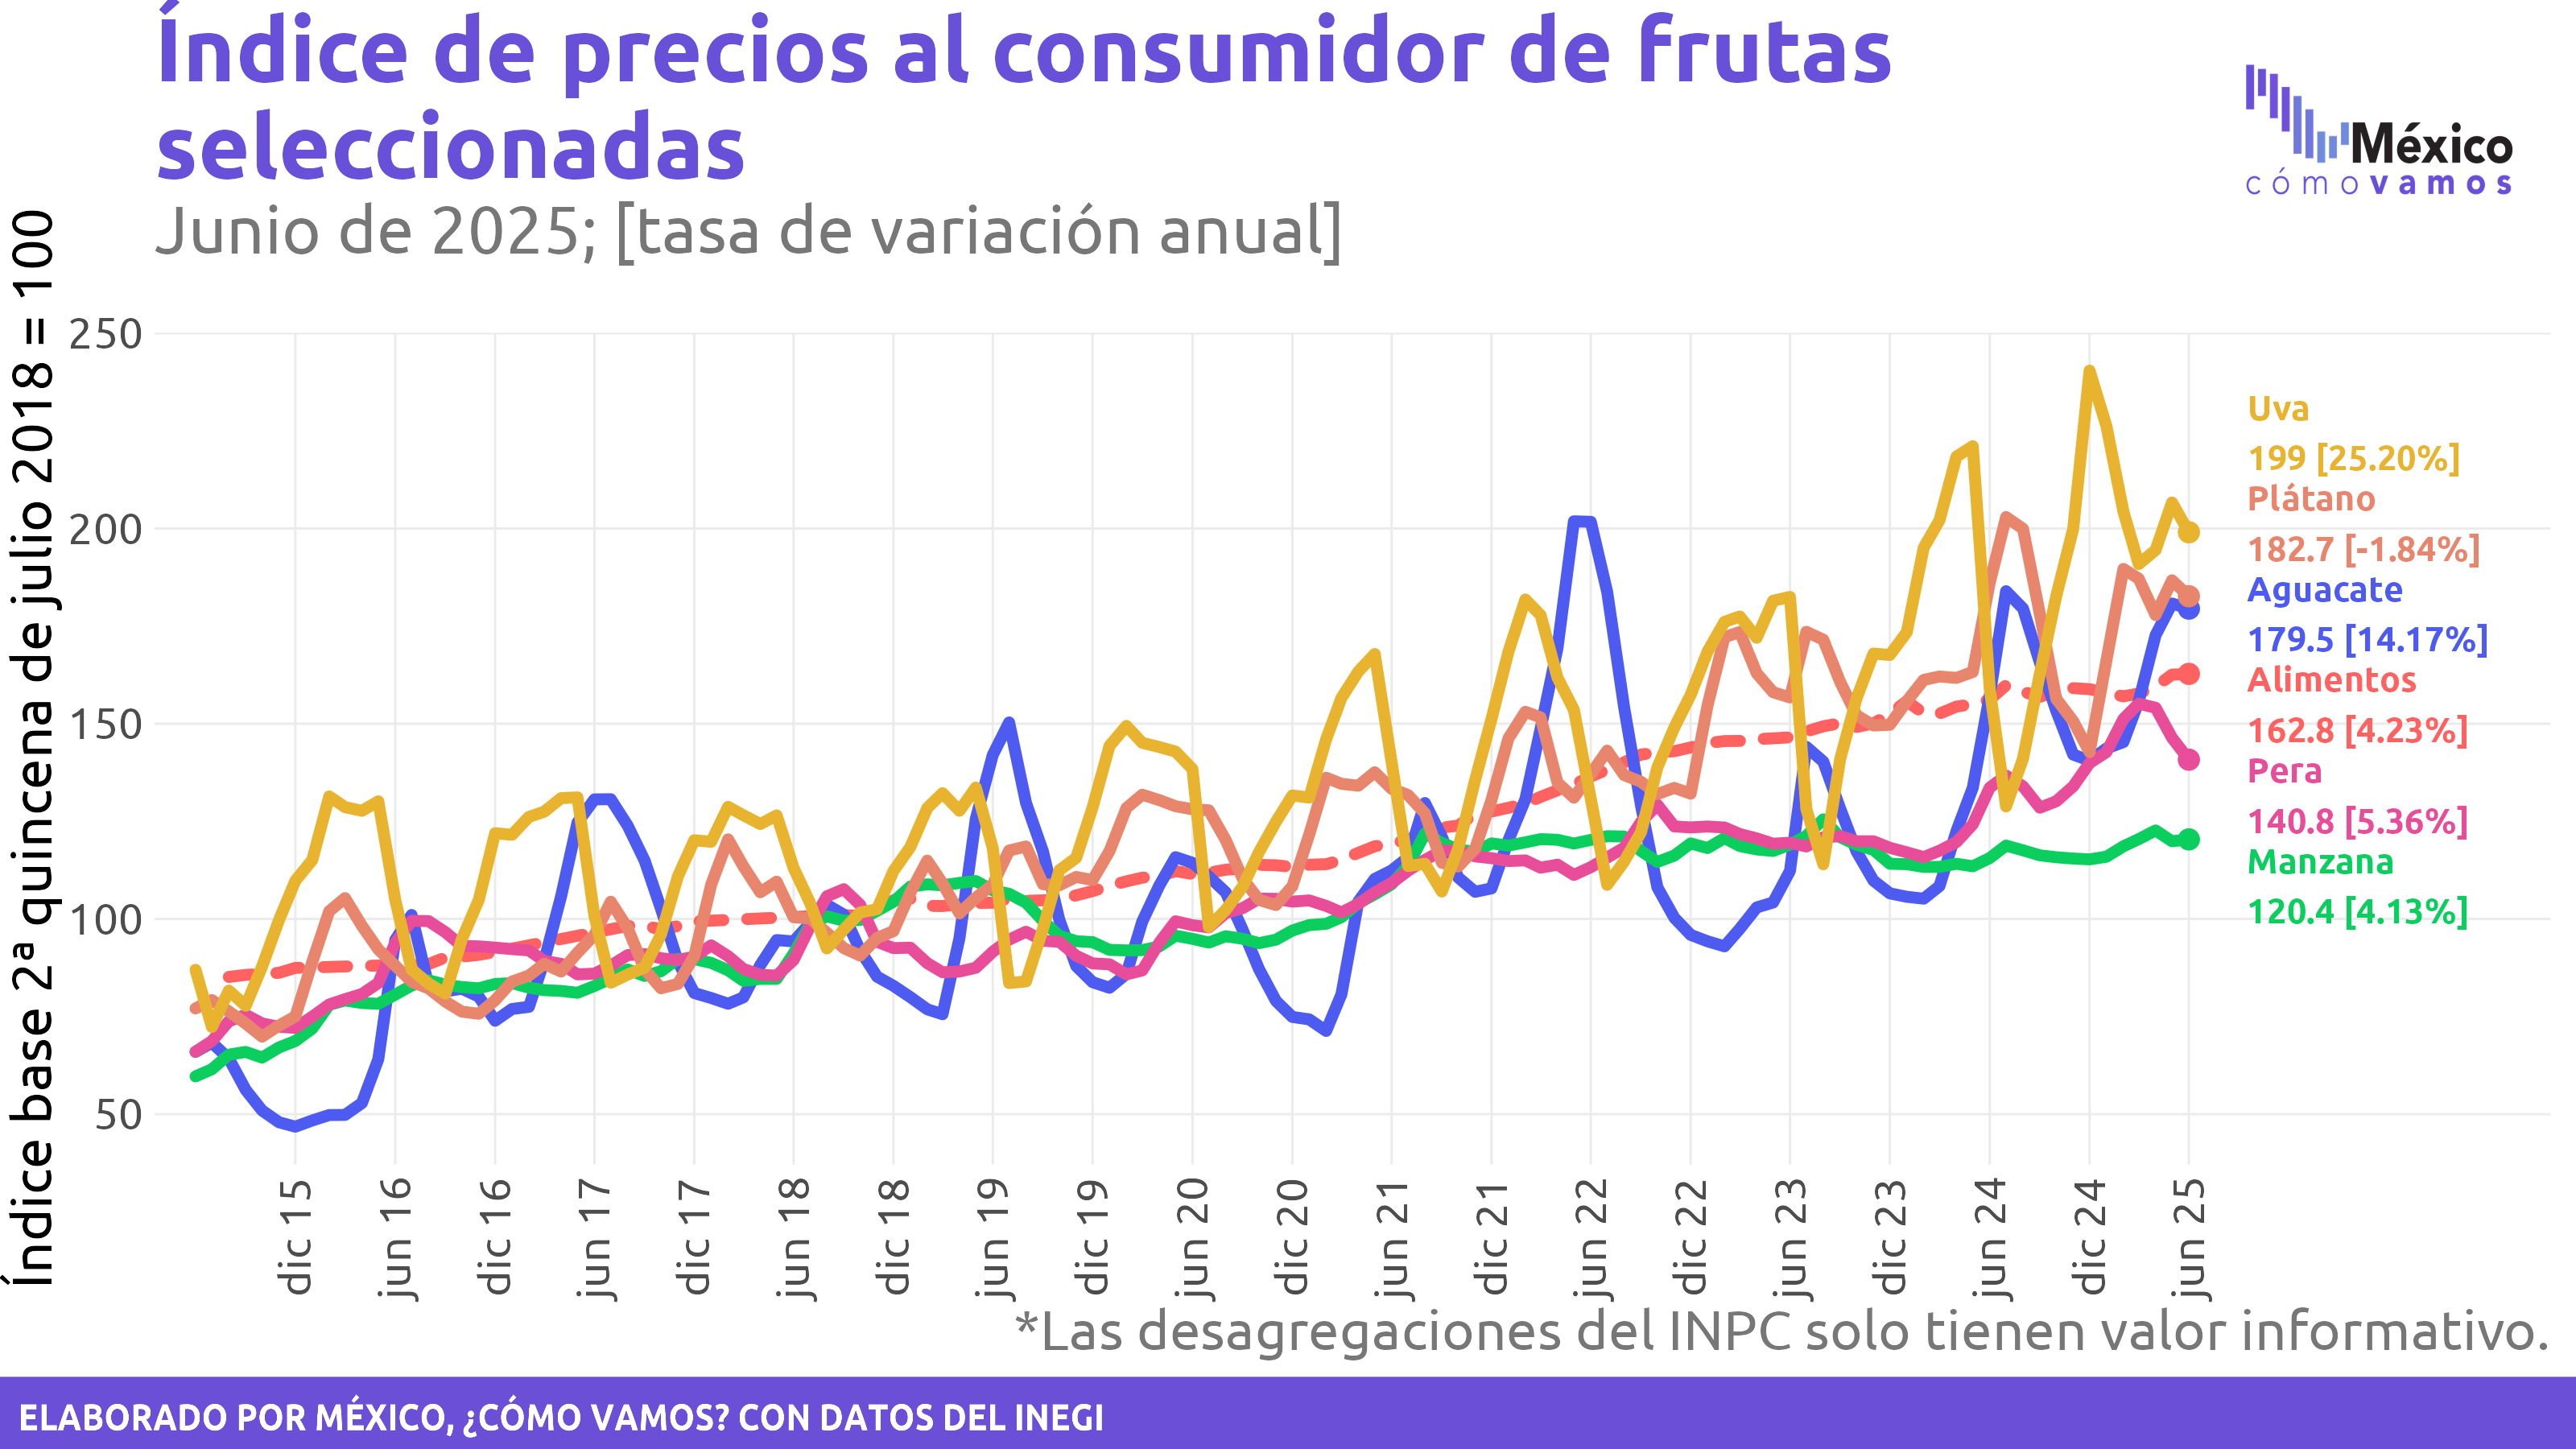 Índice de precios al consumidor de frutas
seleccionadas
Junio de 2025; [tasa de variación anual]
México
cómovamos
Índice base 2ª quincena de julio 2018 = 100
250
200
150
100
50
Uva
199 [25.20%]
Plátano
182.7 [-1.84%]
Aguacate
179.5 [14.17%]
Alimentos
162.8 [4.23%]
Pera
140.8 [5.36%]
Manzana
120.4 [4.13%]
dic 15
jun 16
dic 16
jun 17
dic 17
jun 18
dic 18
jun 19
dic 19
jun 20
dic 20
jun 21
dic 21
jun 22
dic 22
jun 23
dic 23
jun 24
dic 24
jun 25
*Las desagregaciones del INPC solo tienen valor informativo.
ELABORADO POR MÉXICO, ¿CÓMO VAMOS? CON DATOS DEL INEGI